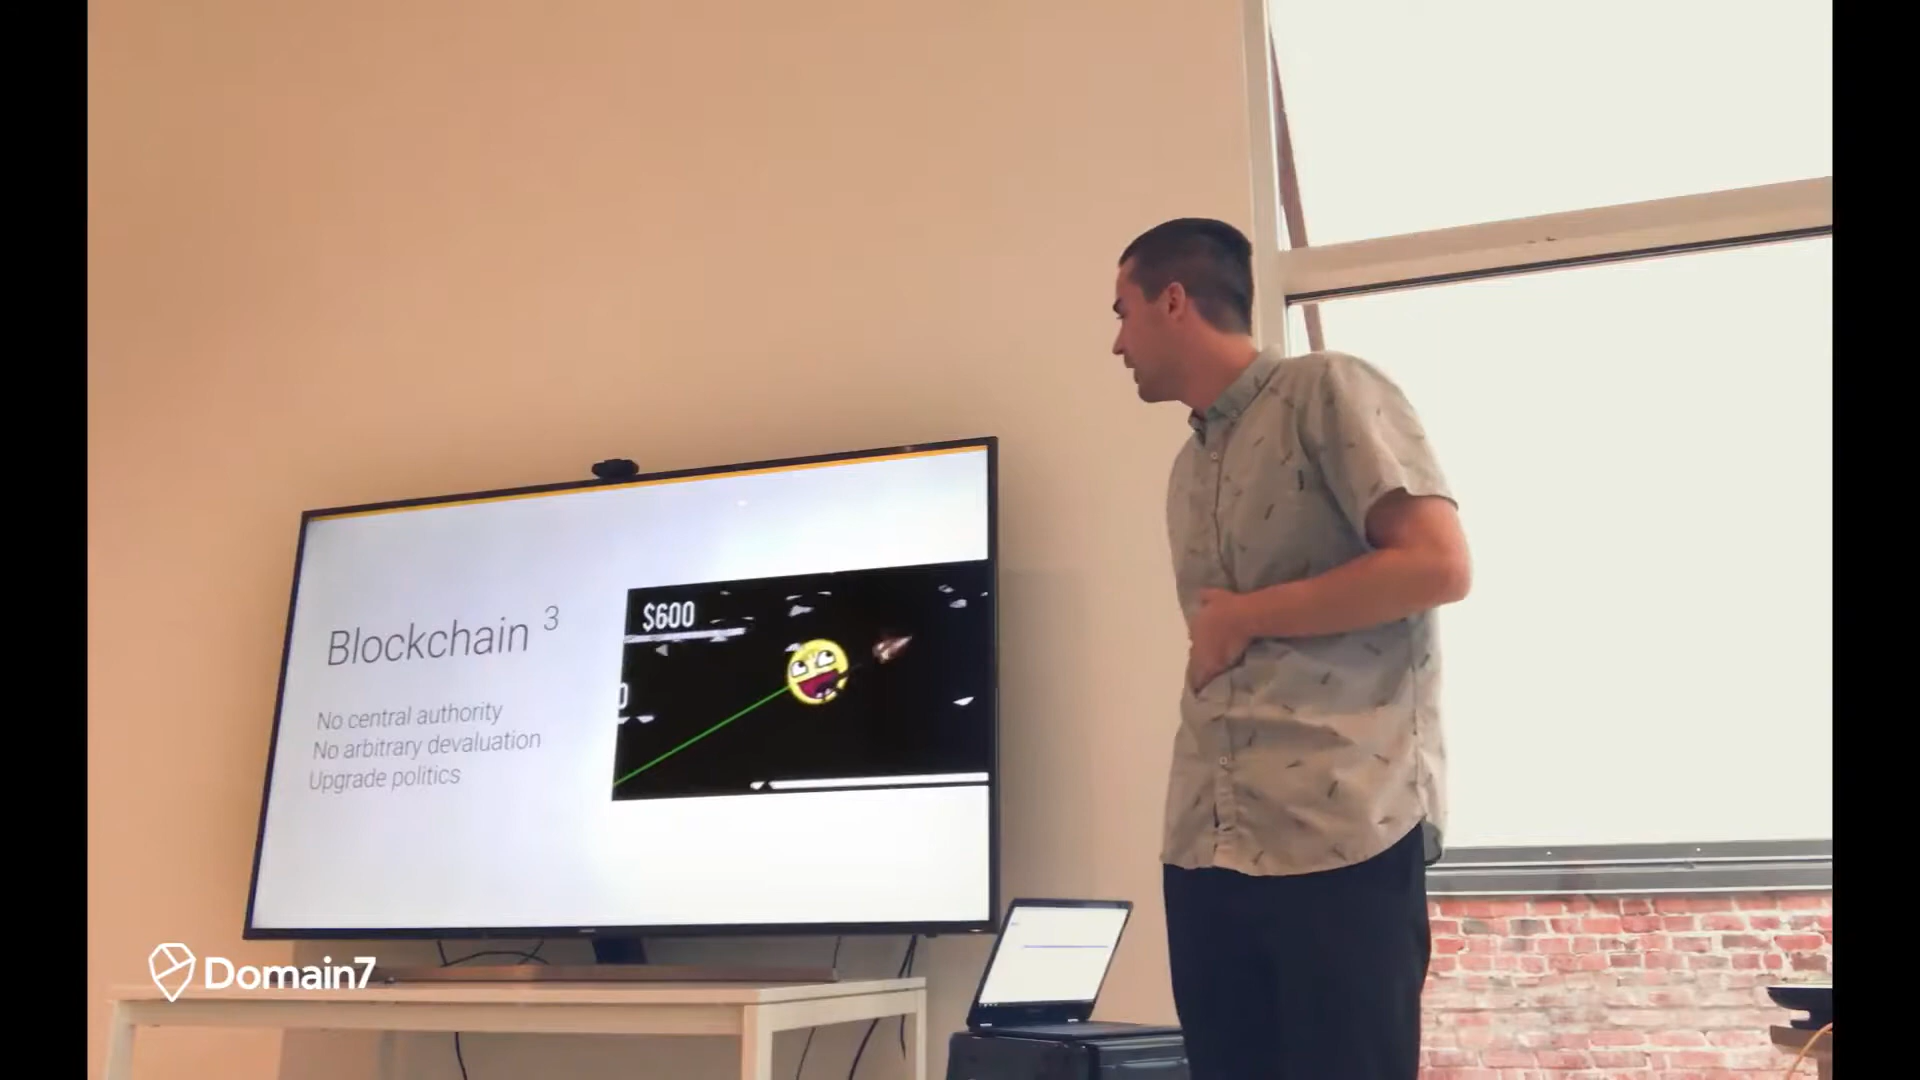 Blockchain 3
No central authority
No arbitrary devaluation
Upgrade politics
$600
Domain7